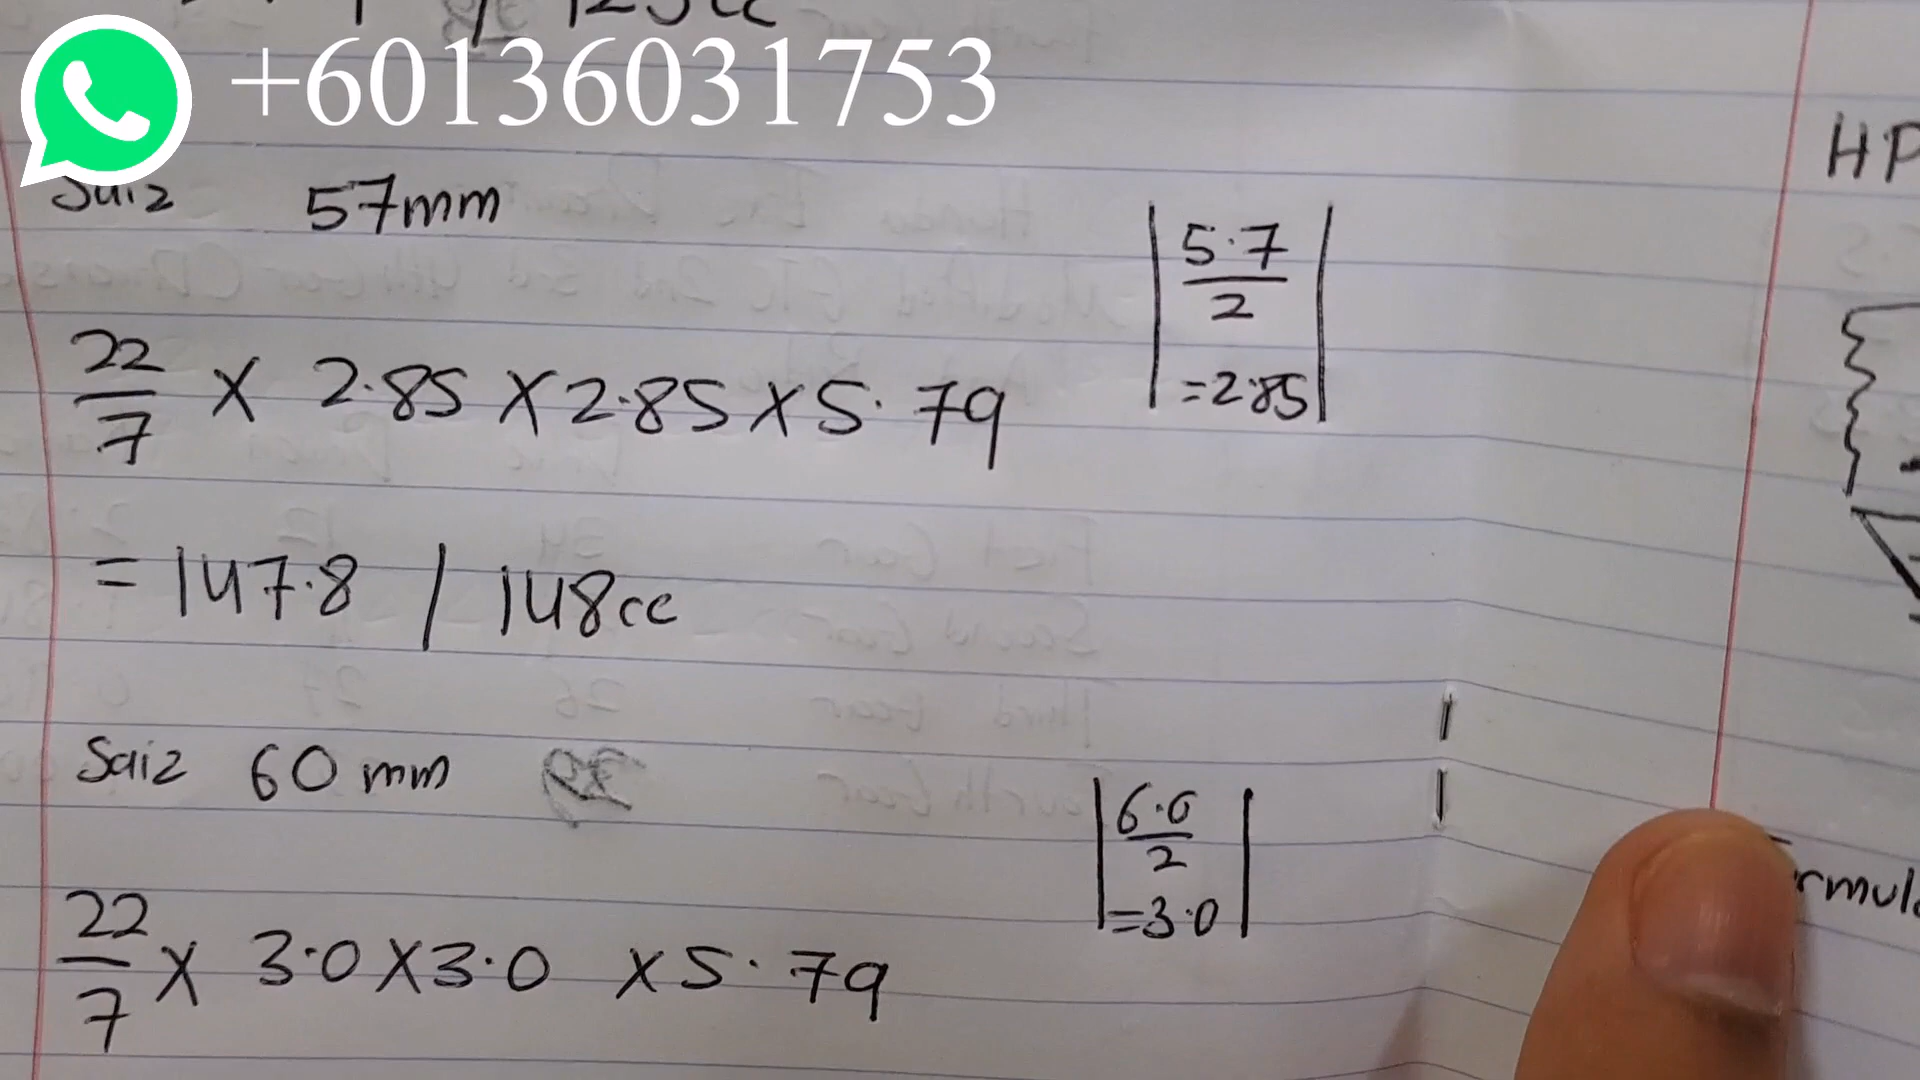 125cc
+60136031753
Saiz 57mm
5.7
2
=2.85
22
7
X 2.85 X 2.85 X 5.79
= 147.8 / 148cc
Saiz 60 mm
6.0
2
=3.0
22
7
X 3.0 X 3.0 X 5.79
HP